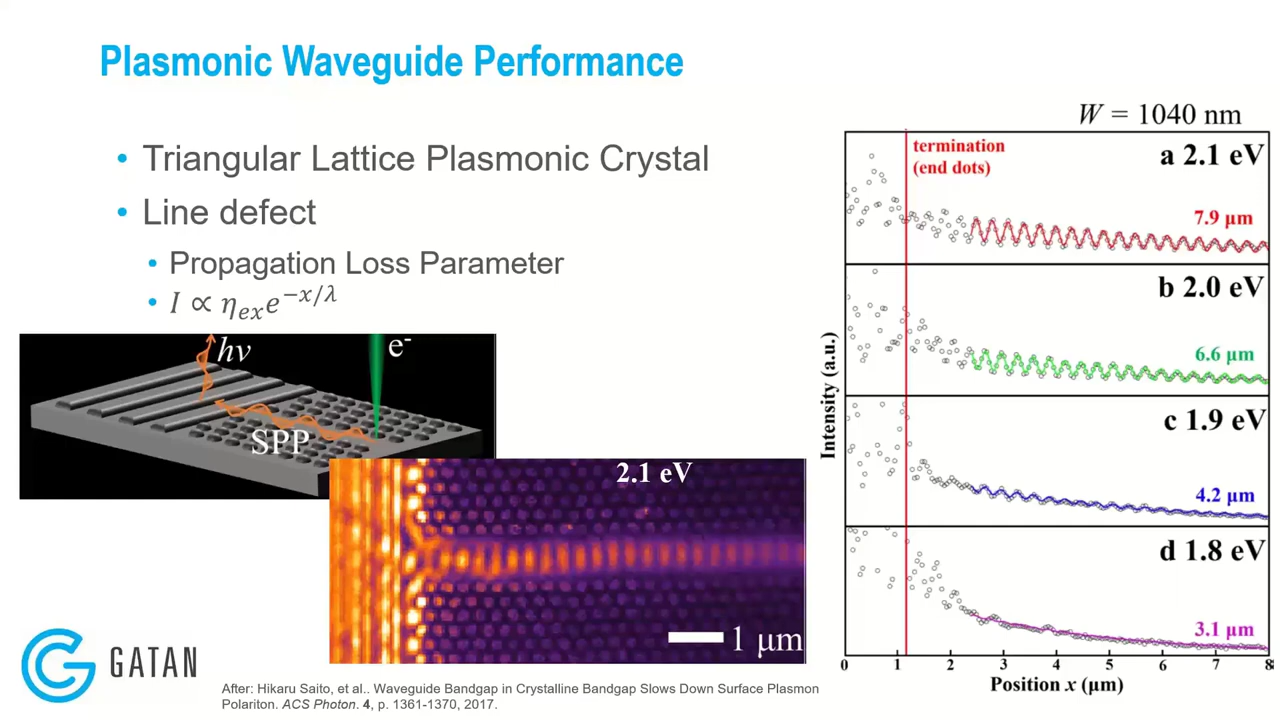 Plasmonic Waveguide Performance
• Triangular Lattice Plasmonic Crystal
• Line defect
• Propagation Loss Parameter
• I ∝ η_ex e^{−x/λ}
hν
e⁻
SPP
2.1 eV
1 μm
W = 1040 nm
termination
(end dots)
a 2.1 eV
7.9 μm
b 2.0 eV
6.6 μm
c 1.9 eV
4.2 μm
d 1.8 eV
3.1 μm
Intensity (a.u.)
0 1 2 3 4 5 6 7 8
Position x (μm)
GATAN
After: Hikaru Saito, et al.. Waveguide Bandgap in Crystalline Bandgap Slows Down Surface Plasmon
Polariton. ACS Photon. 4, p. 1361-1370, 2017.